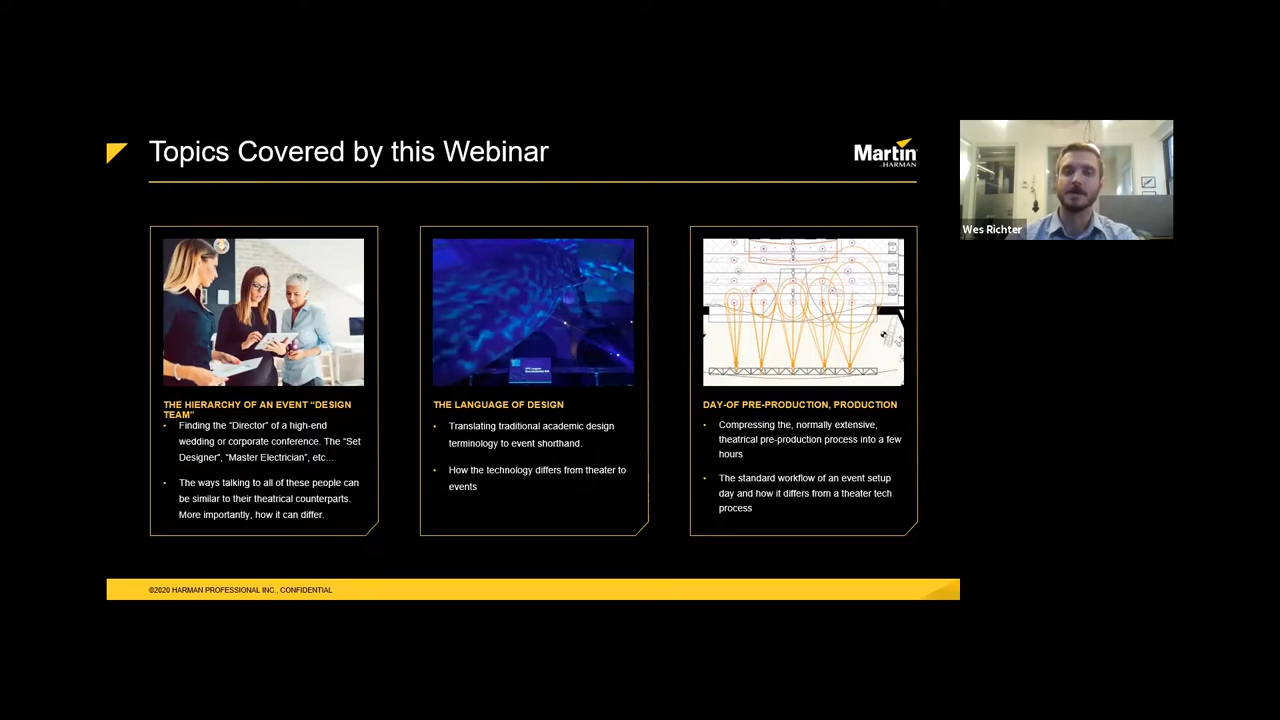 Topics Covered by this Webinar
Martin
by HARMAN
Wes Richter
THE HIERARCHY OF AN EVENT “DESIGN
TEAM”
• Finding the “Director” of a high-end
wedding or corporate conference. The “Set
Designer”, “Master Electrician”, etc...
• The ways talking to all of these people can
be similar to their theatrical counterparts.
More importantly, how it can differ.
THE LANGUAGE OF DESIGN
• Translating traditional academic design
terminology to event shorthand.
• How the technology differs from theater to
events
DAY-OF PRE-PRODUCTION, PRODUCTION
• Compressing the, normally extensive,
theatrical pre-production process into a few
hours
• The standard workflow of an event setup
day and how it differs from a theater tech
process
©2020 HARMAN PROFESSIONAL INC., CONFIDENTIAL